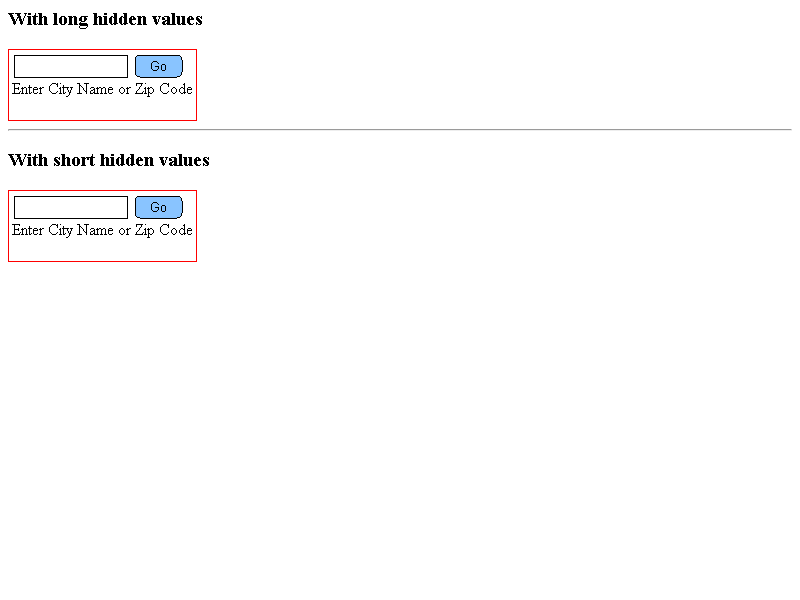 With long hidden values
Go
Enter City Name or Zip Code
With short hidden values
Go
Enter City Name or Zip Code